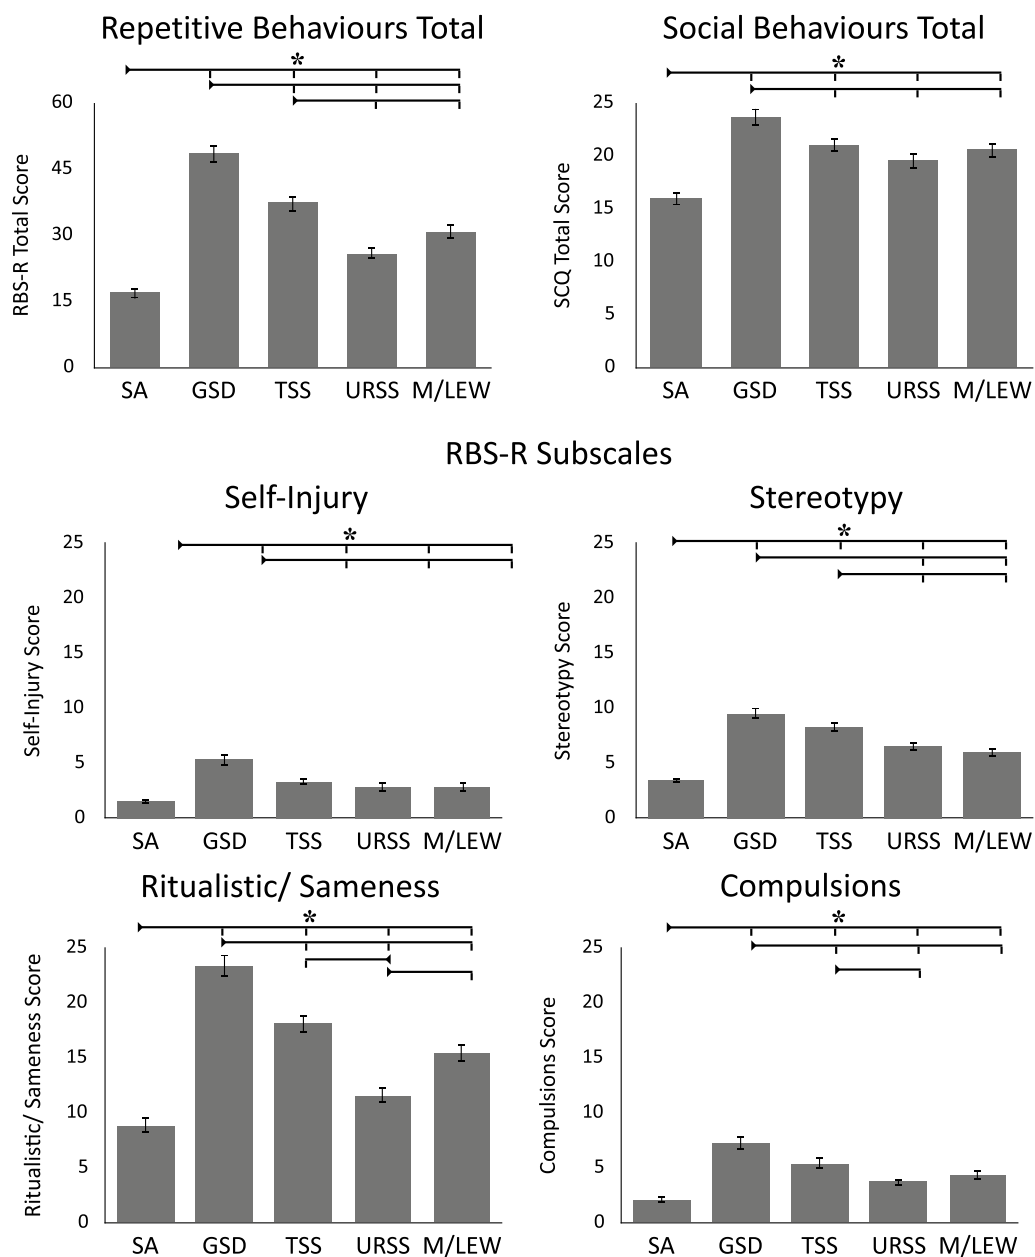 Repetitive Behaviours Total
*
RBS-R Total Score
60
45
30
15
0
SA GSD TSS URSS M/LEW
Social Behaviours Total
*
SCQ Total Score
25
20
15
10
5
0
SA GSD TSS URSS M/LEW
RBS-R Subscales
Self-Injury
*
Self-Injury Score
25
20
15
10
5
0
SA GSD TSS URSS M/LEW
Stereotypy
*
Stereotypy Score
25
20
15
10
5
0
SA GSD TSS URSS M/LEW
Ritualistic/ Sameness
*
Ritualistic/ Sameness Score
25
20
15
10
5
0
SA GSD TSS URSS M/LEW
Compulsions
*
Compulsions Score
25
20
15
10
5
0
SA GSD TSS URSS M/LEW